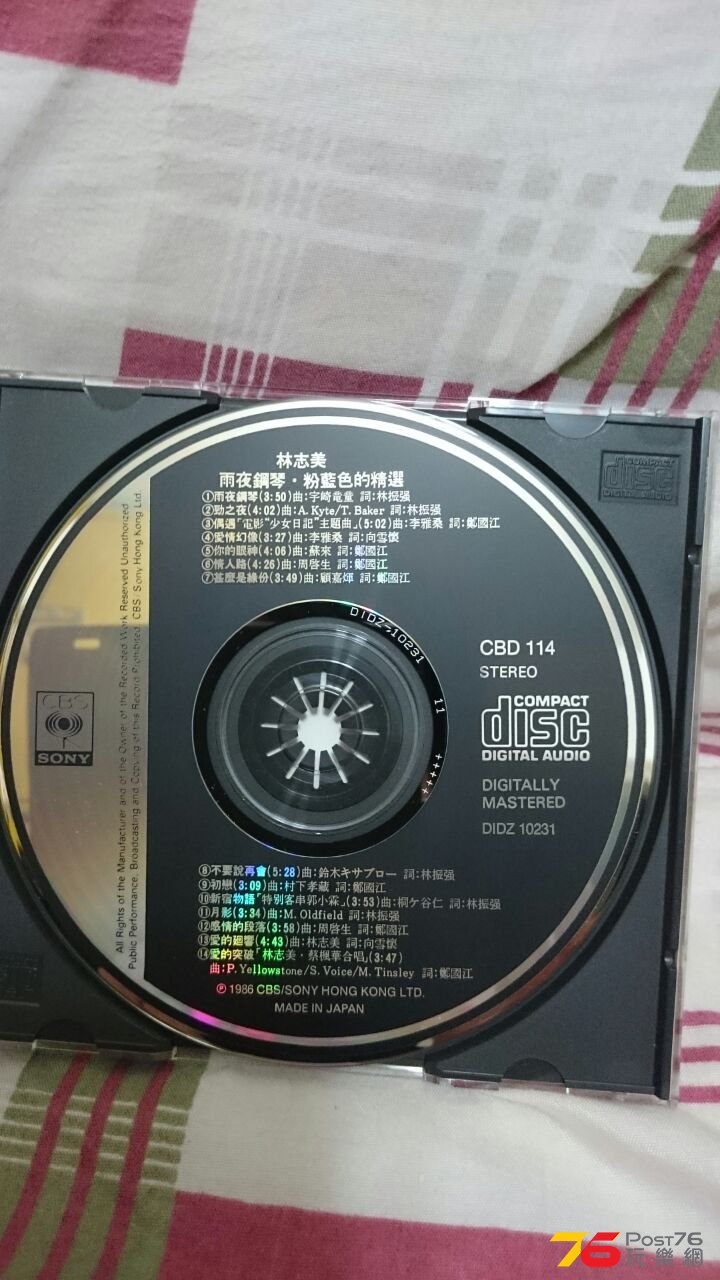 林志美
雨夜鋼琴・粉藍色的精選
①雨夜鋼琴(3:50)曲:宇崎竜童 詞:林振强
②勁之夜(4:02)曲:A. Kyte/T. Baker 詞:林振强
③偶遇「電影"少女日記"主題曲」(5:02)曲:李雅桑 詞:鄭國江
④愛情幻像(3:27)曲:李雅桑 詞:向雪懷
⑤你的眼神(4:06)曲:蘇來 詞:鄭國江
⑥情人路(4:26)曲:周啓生 詞:鄭國江
⑦甚麽是緣份(3:49)曲:顧嘉煇 詞:鄭國江
DIDZ-10231 11 +++++
CBD 114
STEREO
COMPACT
disc
DIGITAL AUDIO
DIGITALLY
MASTERED
DIDZ 10231
CBS
SONY
All Rights of the Manufacturer and of the Owner of the Recorded Work Reserved Unauthorized
Public Performance, Broadcasting and Copying of this Record Prohibited. CBS / Sony Hong Kong Ltd.
⑧不要說再會(5:28)曲:鈴木キサブロー 詞:林振强
⑨初戀(3:09)曲:村下孝蔵 詞:鄭國江
⑩新宿物語「特別客串郭小霖」(3:53)曲:桐ケ谷仁 詞:林振强
⑪月影(3:34)曲:M. Oldfield 詞:林振强
⑫感情的段落(3:58)曲:周啓生 詞:鄭國江
⑬愛的廻響(4:43)曲:林志美 詞:向雪懷
⑭愛的突破「林志美・蔡楓華合唱」(3:47)
曲:P. Yellowstone/S. Voice/M. Tinsley 詞:鄭國江
Ⓟ 1986 CBS/SONY HONG KONG LTD.
MADE IN JAPAN
COMPACT
disc
DIGITAL AUDIO
76 POST76
玩樂網